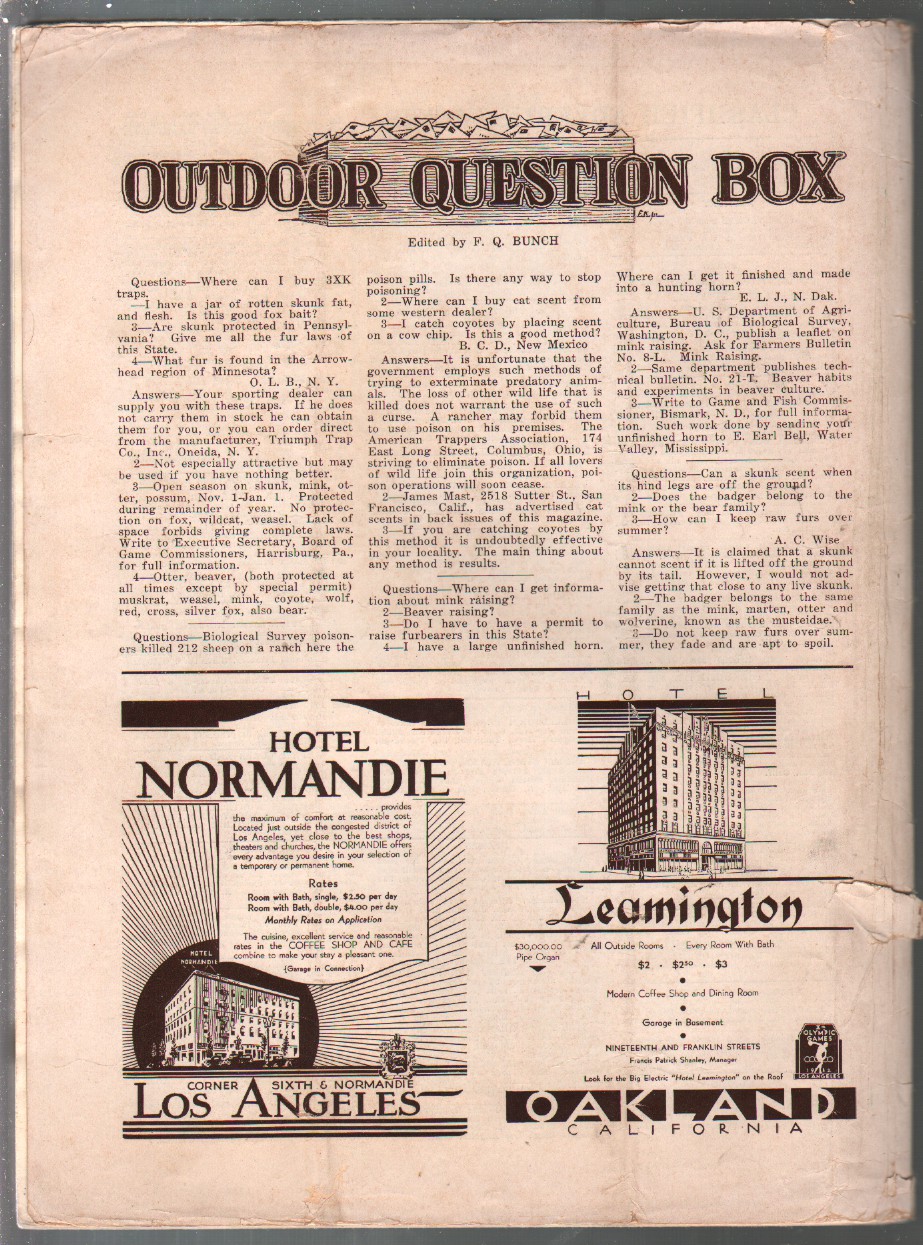 OUTDOOR QUESTION BOX
Edited by F. Q. BUNCH
Questions—Where can I buy 3XK
traps.
—I have a jar of rotten skunk fat,
and flesh. Is this good fox bait?
3—Are skunk protected in Pennsyl-
vania? Give me all the fur laws of
this State.
4—What fur is found in the Arrow-
head region of Minnesota?
O. L. B., N. Y.
Answers—Your sporting dealer can
supply you with these traps. If he does
not carry them in stock he can obtain
them for you, or you can order direct
from the manufacturer, Triumph Trap
Co., Inc., Oneida, N. Y.
2—Not especially attractive but may
be used if you have nothing better.
3—Open season on skunk, mink, ot-
ter, possum, Nov. 1-Jan. 1. Protected
during remainder of year. No protec-
tion on fox, wildcat, weasel. Lack of
space forbids giving complete laws.
Write to Executive Secretary, Board of
Game Commissioners, Harrisburg, Pa.,
for full information.
4—Otter, beaver, (both protected at
all times except by special permit)
muskrat, weasel, mink, coyote, wolf,
red, cross, silver fox, also bear.
Questions—Biological Survey poison-
ers killed 212 sheep on a ranch here the
poison pills. Is there any way to stop
poisoning?
2—Where can I buy cat scent from
some western dealer?
3—I catch coyotes by placing scent
on a cow chip. Is this a good method?
B. C. D., New Mexico
Answers—It is unfortunate that the
government employs such methods of
trying to exterminate predatory anim-
als. The loss of other wild life that is
killed does not warrant the use of such
a curse. A rancher may forbid them
to use poison on his premises. The
American Trappers Association, 174
East Long Street, Columbus, Ohio, is
striving to eliminate poison. If all lovers
of wild life join this organization, poi-
son operations will soon cease.
2—James Mast, 2518 Sutter St., San
Francisco, Calif., has advertised cat
scents in back issues of this magazine.
3—If you are catching coyotes by
this method it is undoubtedly effective
in your locality. The main thing about
any method is results.
Questions—Where can I get informa-
tion about mink raising?
2—Beaver raising?
3—Do I have to have a permit to
raise furbearers in this State?
4—I have a large unfinished horn.
Where can I get it finished and made
into a hunting horn?
E. L. J., N. Dak.
Answers—U. S. Department of Agri-
culture, Bureau of Biological Survey,
Washington, D. C., publish a leaflet on
mink raising. Ask for Farmers Bulletin
No. 8-L. Mink Raising.
2—Same department publishes tech-
nical bulletin. No. 21-T. Beaver habits
and experiments in beaver culture.
3—Write to Game and Fish Commis-
sioner, Bismark, N. D., for full informa-
tion. Such work done by sending your
unfinished horn to E. Earl Bell, Water
Valley, Mississippi.
Questions—Can a skunk scent when
its hind legs are off the ground?
2—Does the badger belong to the
mink or the bear family?
3—How can I keep raw furs over
summer?
A. C. Wise
Answers—It is claimed that a skunk
cannot scent if it is lifted off the ground
by its tail. However, I would not ad-
vise getting that close to any live skunk.
2—The badger belongs to the same
family as the mink, marten, otter and
wolverine, known as the musteidae.
3—Do not keep raw furs over sum-
mer, they fade and are apt to spoil.
HOTEL
NORMANDIE
..... provides
the maximum of comfort at reasonable cost.
Located just outside the congested district of
Los Angeles, yet close to the best shops,
theaters and churches, the NORMANDIE offers
every advantage you desire in your selection of
a temporary or permanent home.
Rates
Room with Bath, single, $2.50 per day
Room with Bath, double, $4.00 per day
Monthly Rates on Application
The cuisine, excellent service and reasonable
rates in the COFFEE SHOP AND CAFE
combine to make your stay a pleasant one.
{Garage in Connection}
HOTEL
NORMANDIE
CORNER SIXTH & NORMANDIE
LOS ANGELES
HOTEL
Leamington
$30,000.00
Pipe Organ
All Outside Rooms - Every Room With Bath
$2 . $250 . $3
Modern Coffee Shop and Dining Room
Garage in Basement
NINETEENTH AND FRANKLIN STREETS
Francis Patrick Shanley, Manager
Look for the Big Electric "Hotel Leamington" on the Roof
OLYMPIC
GAMES
LOS ANGELES
OAKLAND
CALIFORNIA